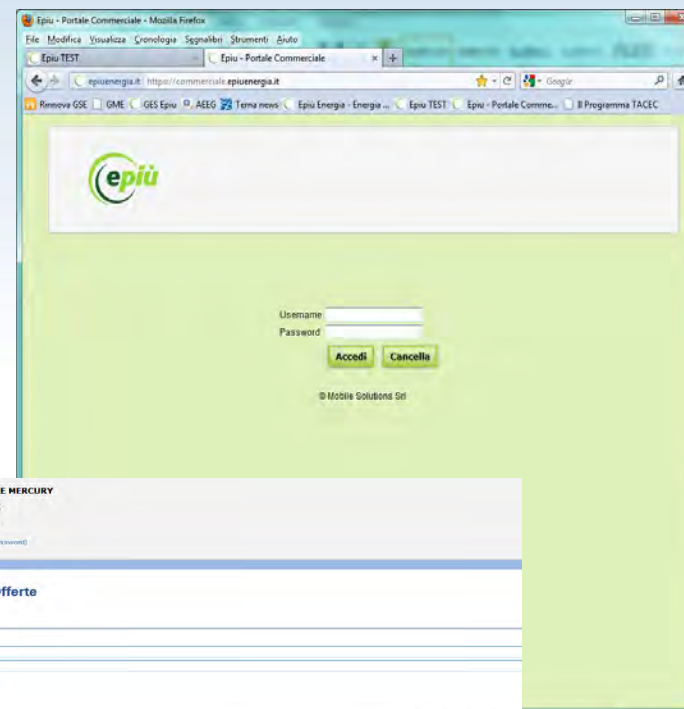 Epiu - Portale Commerciale - Mozilla Firefox
File Modifica Visualizza Cronologia Segnalibri Strumenti Aiuto
Epiu TEST Epiu - Portale Commerciale × +
epiuenergia.it https://commerciale.epiuenergia.it Google
Rinnova GSE GME GES Epiu AEEG Terna news Epiù Energia - Energia ... Epiu TEST Epiu - Portale Comme... Il Programma TACEC
epiù
Username
Password
Accedi Cancella
© Mobile Solutions Srl
E MERCURY
ssword)
fferte